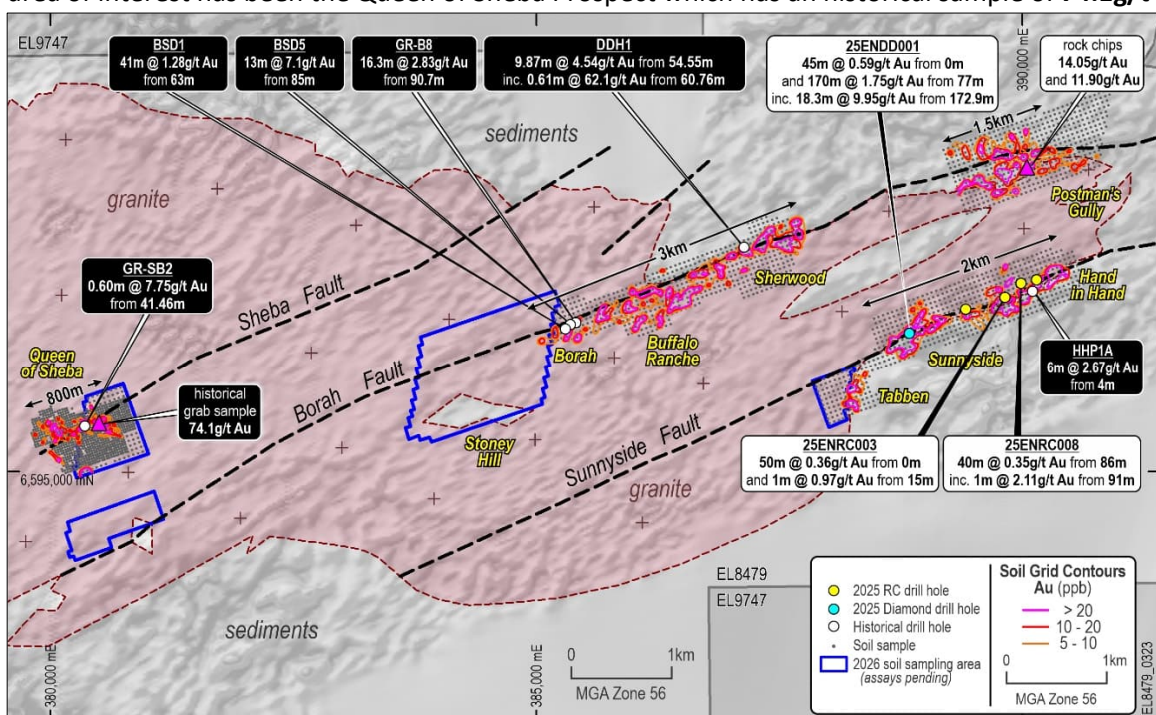 area of interest has been the Queen of Sheba Prospect which has an historical sample of
EL9747
BSD1
41m @ 1.28g/t Au
from 63m
BSD5
13m @ 7.1g/t Au
from 85m
GR-B8
16.3m @ 2.83g/t Au
from 90.7m
DDH1
9.87m @ 4.54g/t Au from 54.55m
inc. 0.61m @ 62.1g/t Au from 60.76m
25ENDD001
45m @ 0.59g/t Au from 0m
and 170m @ 1.75g/t Au from 77m
inc. 18.3m @ 9.95g/t Au from 172.9m
390,000 mE
rock chips
14.05g/t Au
and 11.90g/t Au
sediments
1.5km
granite
Postman's
Gully
3km
Sherwood
2km
Hand
in Hand
GR-SB2
0.60m @ 7.75g/t Au
from 41.46m
Sheba Fault
Queen
of Sheba
800m
historical
grab sample
74.1g/t Au
Borah Fault
Borah
Buffalo
Ranche
Sunnyside
HHP1A
6m @ 2.67g/t Au
from 4m
Tabben
Stoney
Hill
Sunnyside Fault
6,595,000 mN
25ENRC003
50m @ 0.36g/t Au from 0m
and 1m @ 0.97g/t Au from 15m
25ENRC008
40m @ 0.35g/t Au from 86m
inc. 1m @ 2.11g/t Au from 91m
granite
EL8479
EL9747
sediments
380,000 mE
385,000 mE
0 1km
MGA Zone 56
2025 RC drill hole
2025 Diamond drill hole
Historical drill hole
Soil sample
2026 soil sampling area
(assays pending)
Soil Grid Contours
Au (ppb)
> 20
10 - 20
5 - 10
0 1km
MGA Zone 56
EL8479_0323